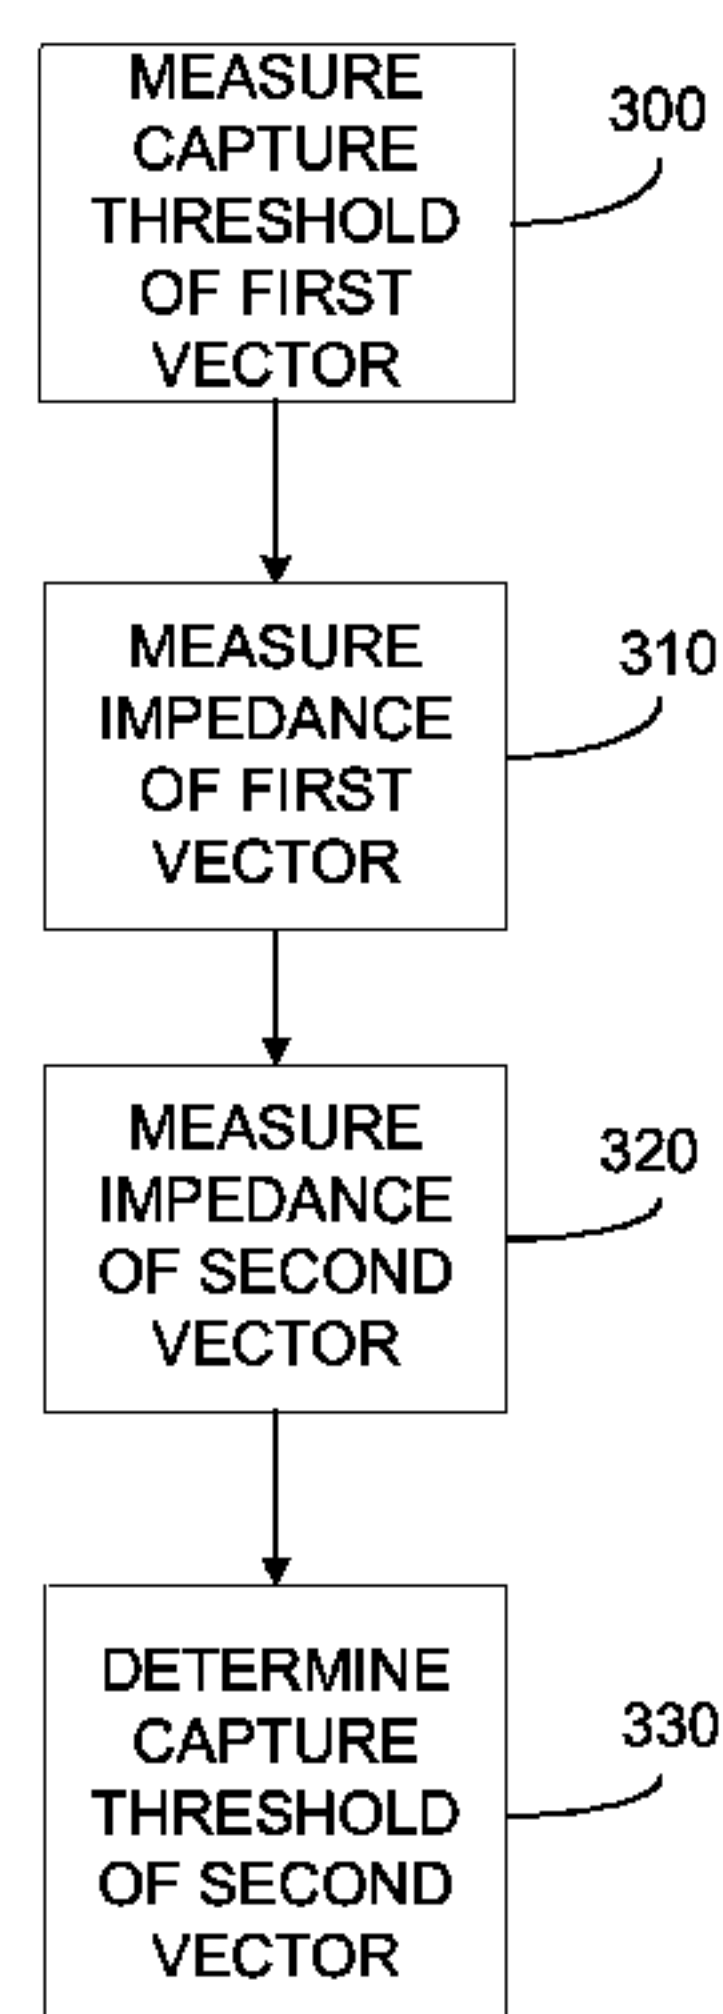 MEASURE
CAPTURE
THRESHOLD
OF FIRST
VECTOR
300
MEASURE
IMPEDANCE
OF FIRST
VECTOR
310
MEASURE
IMPEDANCE
OF SECOND
VECTOR
320
DETERMINE
CAPTURE
THRESHOLD
OF SECOND
VECTOR
330